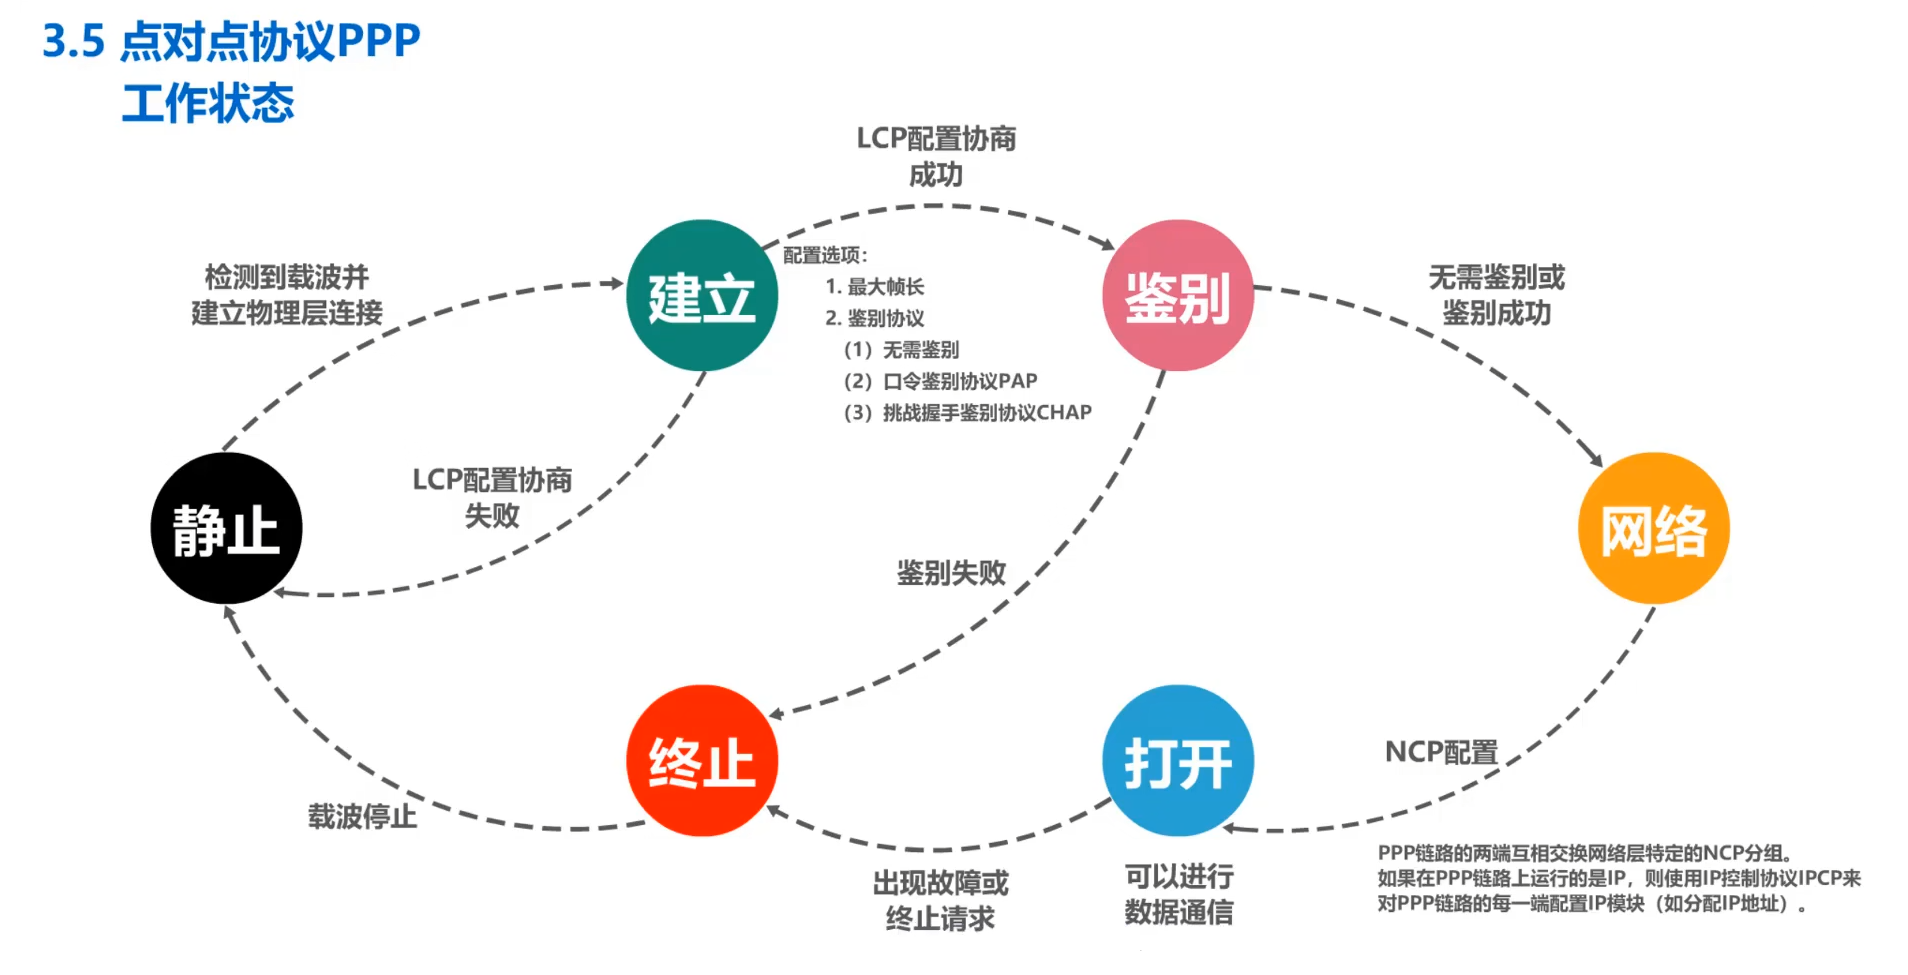 3.5 点对点协议PPP
工作状态
LCP配置协商
成功
检测到载波并
建立物理层连接
建立
配置选项：
1. 最大帧长
2. 鉴别协议
（1）无需鉴别
（2）口令鉴别协议PAP
（3）挑战握手鉴别协议CHAP
鉴别
无需鉴别或
鉴别成功
LCP配置协商
失败
静止
鉴别失败
网络
终止
打开
NCP配置
载波停止
出现故障或
终止请求
可以进行
数据通信
PPP链路的两端互相交换网络层特定的NCP分组。
如果在PPP链路上运行的是IP，则使用IP控制协议IPCP来
对PPP链路的每一端配置IP模块（如分配IP地址）。